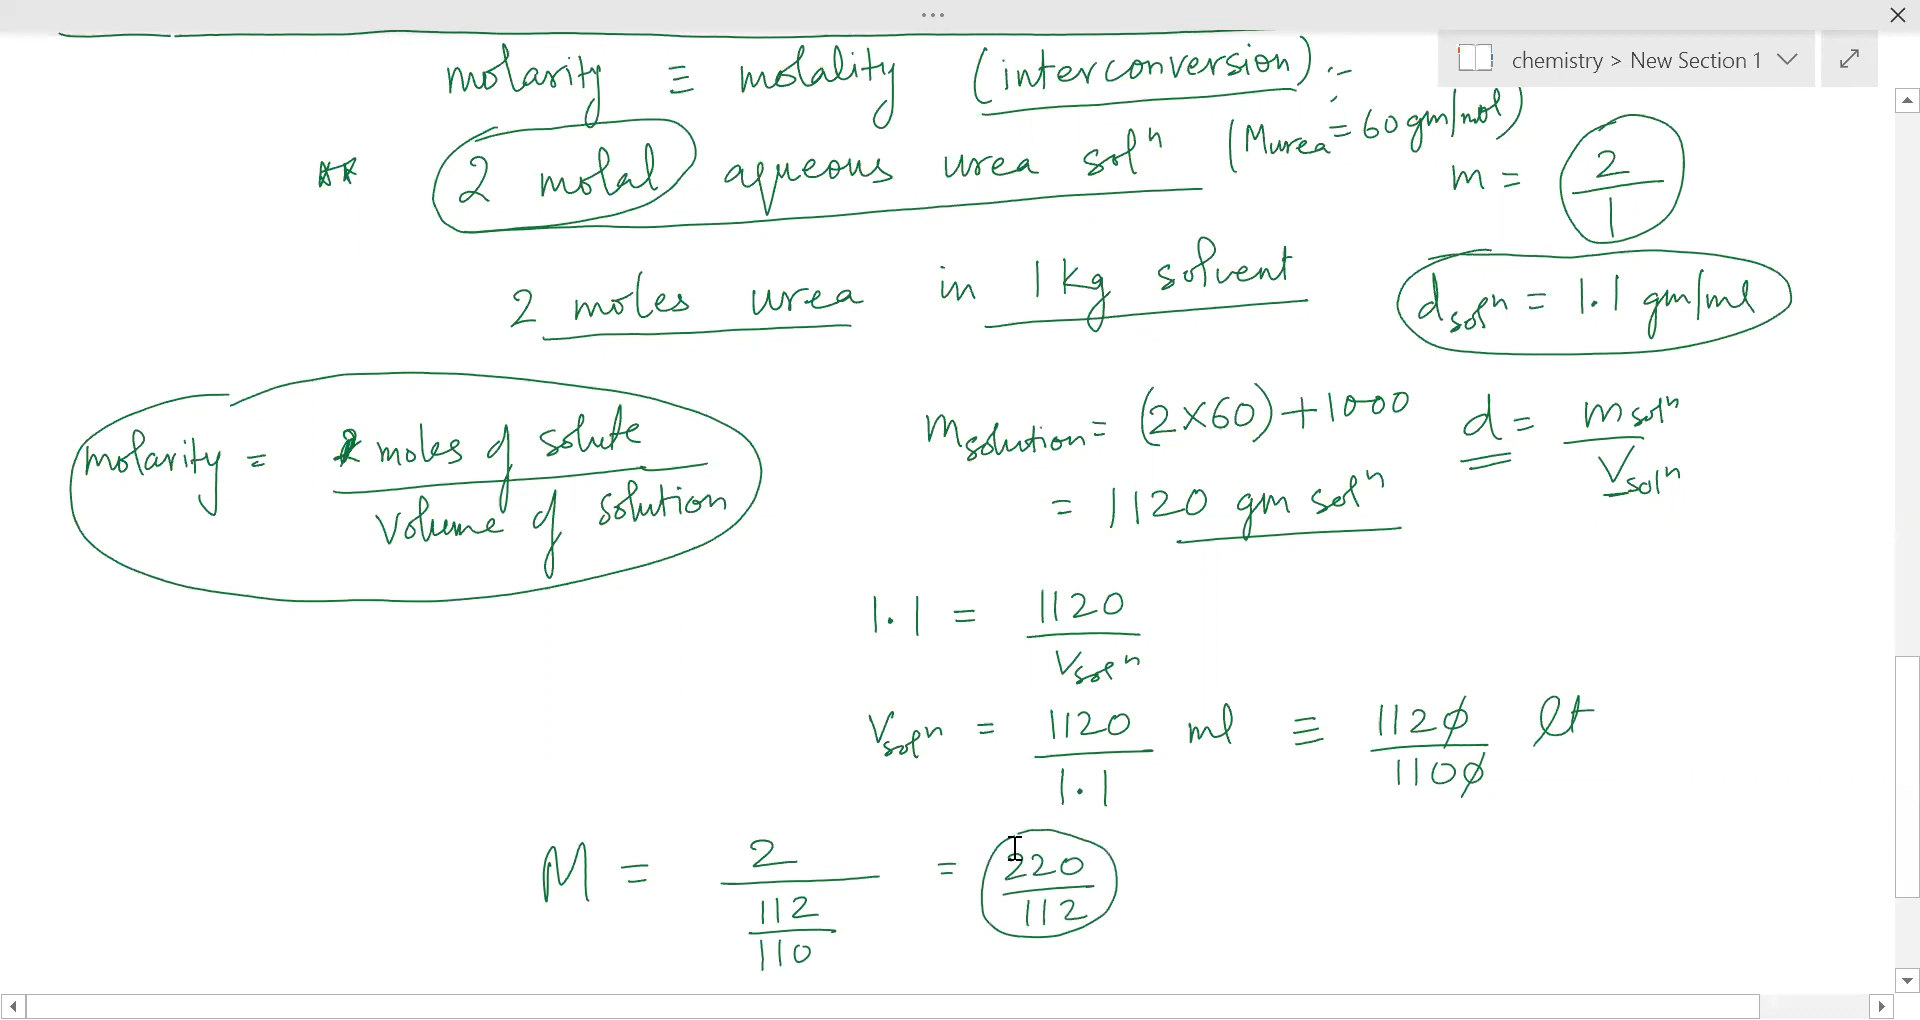 chemistry > New Section 1
molarity ≡ molality (interconversion) :-
** 2 molal aqueous urea solⁿ (Murea = 60 gm/mol)
m = 2/1
2 moles urea in 1 kg solvent
dsolⁿ = 1.1 gm/ml
molarity = moles of solute / volume of solution
msolution = (2×60)+1000
= 1120 gm solⁿ
d = msolⁿ / Vsolⁿ
1.1 = 1120 / Vsolⁿ
Vsolⁿ = 1120/1.1 ml ≡ 1120/1100 lt
M = 2 / (112/110) = 220/112